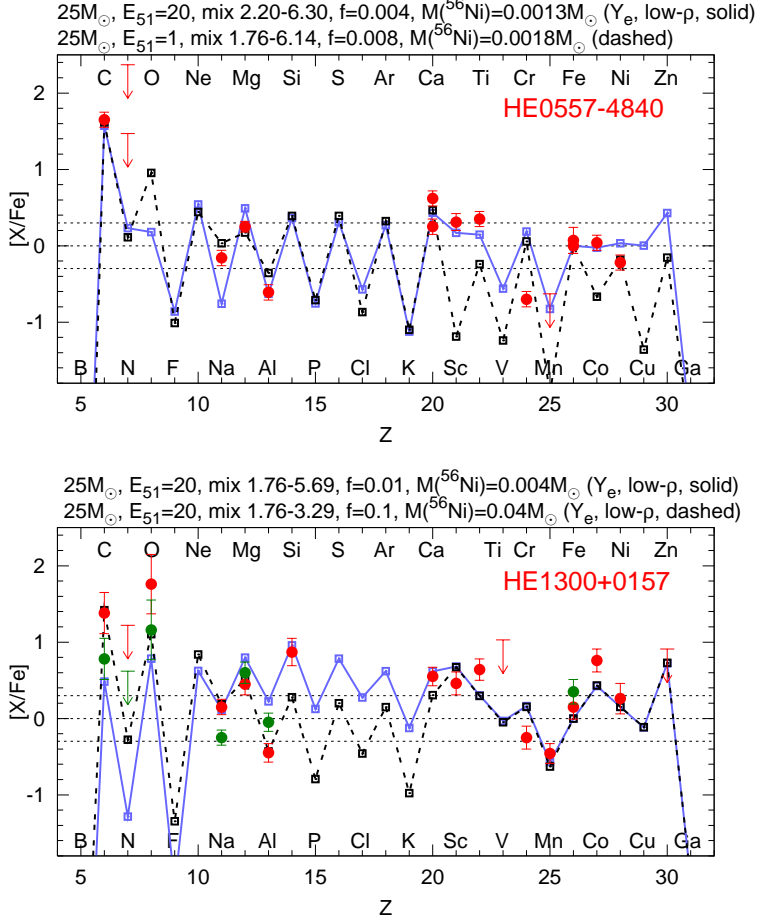 25M⊙, E51=20, mix 2.20-6.30, f=0.004, M(56Ni)=0.0013M⊙ (Ye, low-ρ, solid)
25M⊙, E51=1, mix 1.76-6.14, f=0.008, M(56Ni)=0.0018M⊙ (dashed)
C O Ne Mg Si S Ar Ca Ti Cr Fe Ni Zn
HE0557-4840
2
1
0
-1
[X/Fe]
B N F Na Al P Cl K Sc V Mn Co Cu Ga
5 10 15 20 25 30
Z
25M⊙, E51=20, mix 1.76-5.69, f=0.01, M(56Ni)=0.004M⊙ (Ye, low-ρ, solid)
25M⊙, E51=20, mix 1.76-3.29, f=0.1, M(56Ni)=0.04M⊙ (Ye, low-ρ, dashed)
C O Ne Mg Si S Ar Ca Ti Cr Fe Ni Zn
HE1300+0157
2
1
0
-1
[X/Fe]
B N F Na Al P Cl K Sc V Mn Co Cu Ga
5 10 15 20 25 30
Z